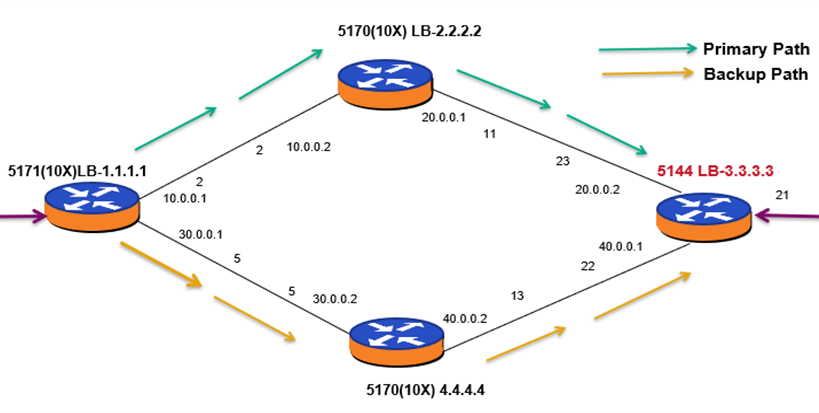 5170(10X) LB-2.2.2.2
Primary Path
Backup Path
20.0.0.1
11
2
10.0.0.2
23
5171(10X)LB-1.1.1.1
5144 LB-3.3.3.3
2
10.0.0.1
20.0.0.2
21
30.0.0.1
40.0.0.1
5
22
5
30.0.0.2
13
40.0.0.2
5170(10X) 4.4.4.4